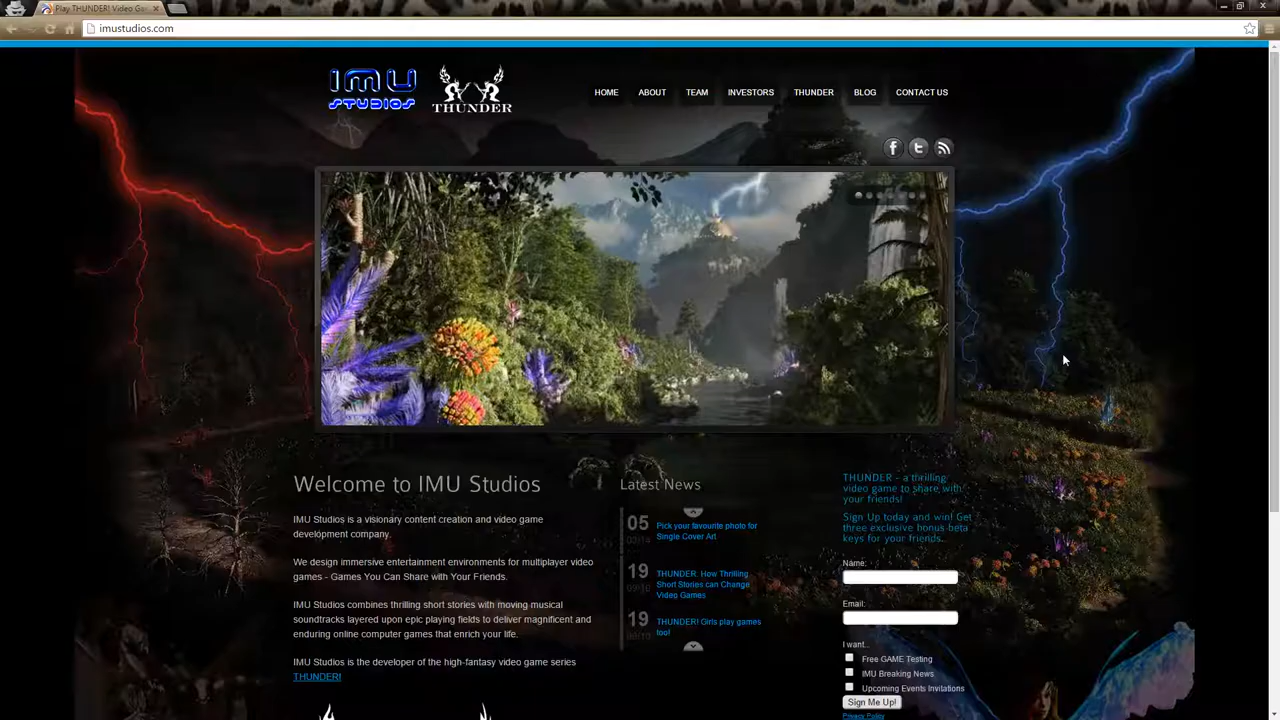 Play THUNDER! Video Ga
imustudios.com
IMU
STUDIOS
THUNDER
HOME ABOUT TEAM INVESTORS THUNDER BLOG CONTACT US
Welcome to IMU Studios
IMU Studios is a visionary content creation and video game
development company.
We design immersive entertainment environments for multiplayer video
games - Games You Can Share with Your Friends.
IMU Studios combines thrilling short stories with moving musical
soundtracks layered upon epic playing fields to deliver magnificent and
enduring online computer games that enrich your life.
IMU Studios is the developer of the high-fantasy video game series
THUNDER!
Latest News
05
Pick your favourite photo for
Single Cover Art
19
THUNDER: How Thrilling
Short Stories can Change
Video Games
19
THUNDER! Girls play games
too!
THUNDER - a thrilling
video game to share with
your friends!
Sign Up today and win! Get
three exclusive bonus beta
keys for your friends.
Name:
Email:
I want...
Free GAME Testing
IMU Breaking News
Upcoming Events Invitations
Sign Me Up!
Privacy Policy